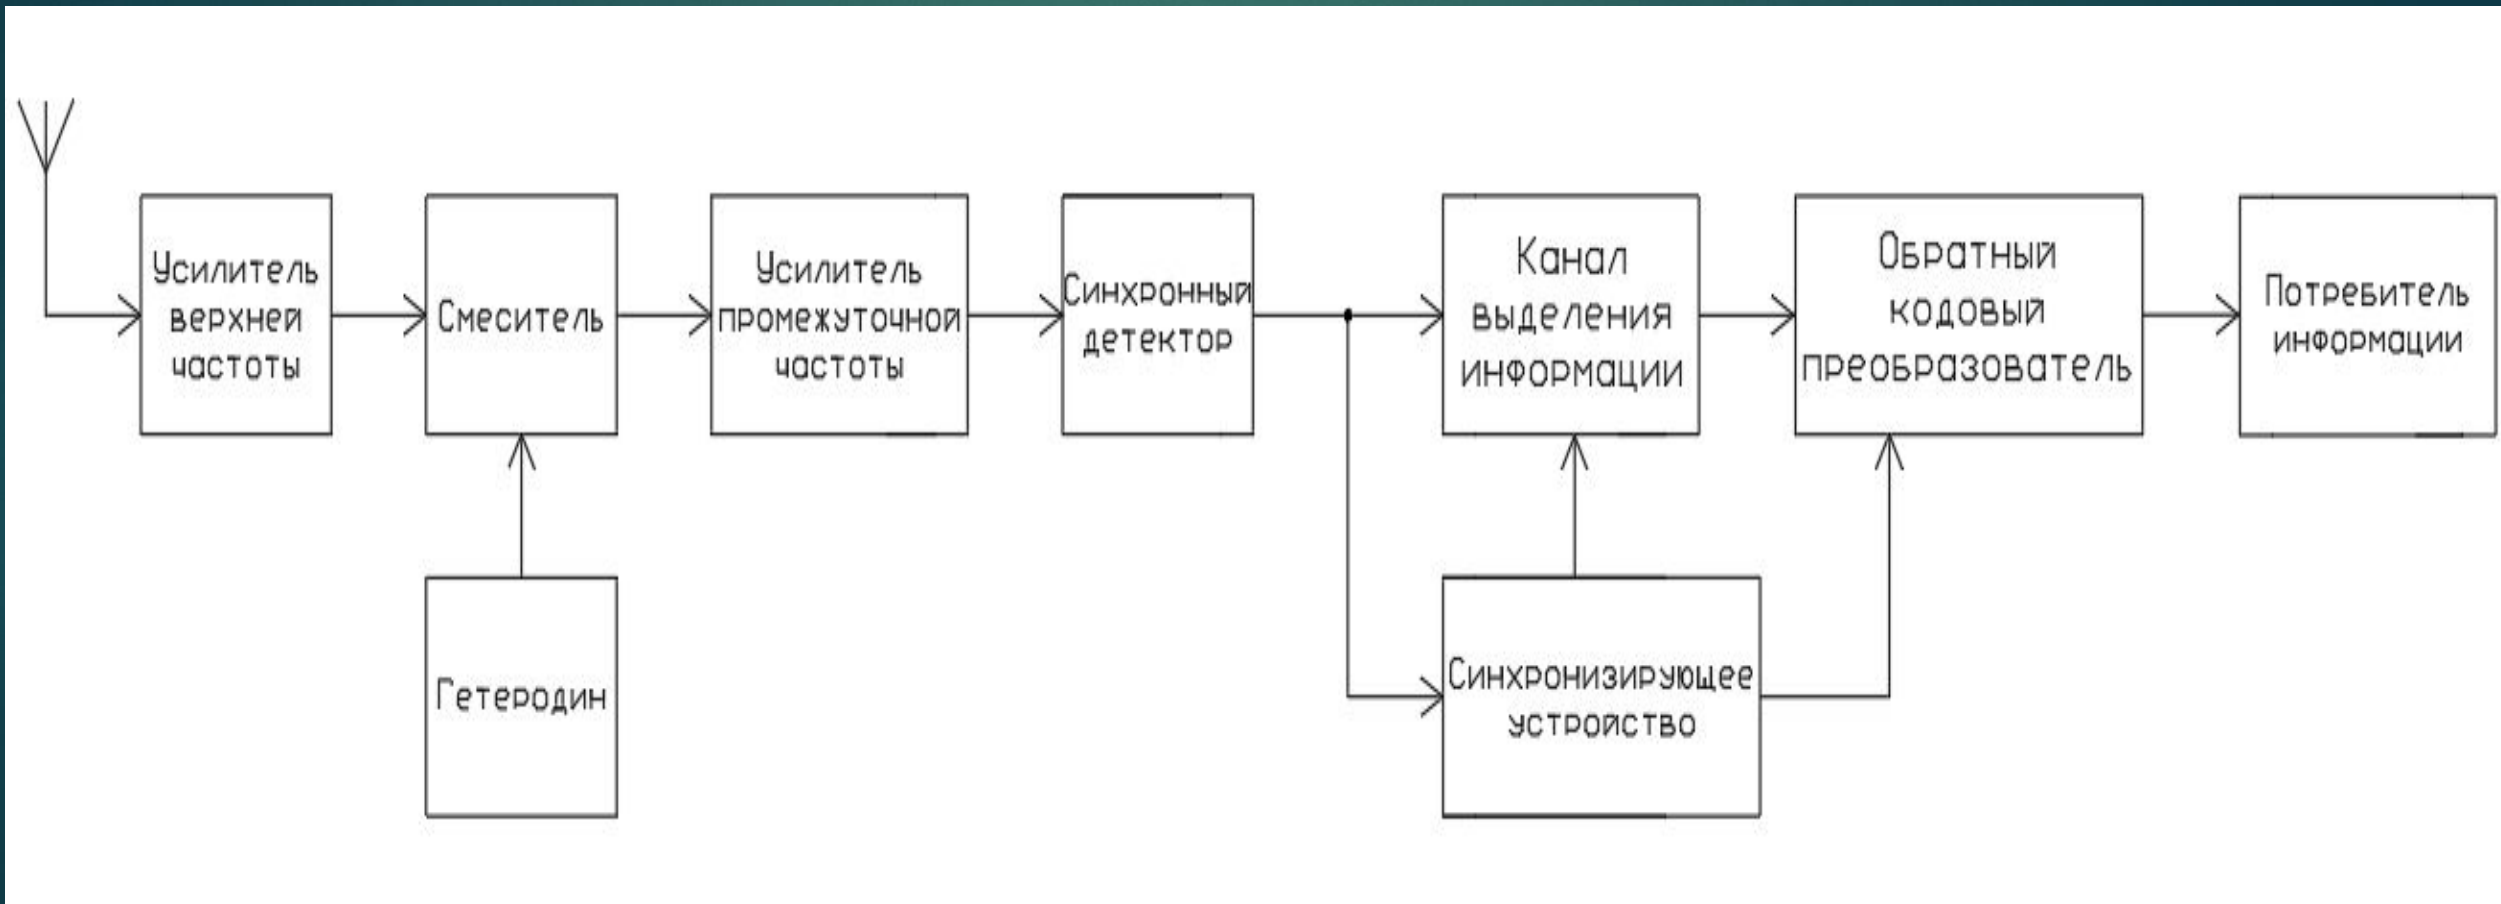 Усилитель
верхней
частоты
Смеситель
Усилитель
промежуточной
частоты
Синхронный
детектор
Канал
выделения
информации
Обратный
кодовый
преобразователь
Потребитель
информации
Гетеродин
Синхронизирующее
устройство